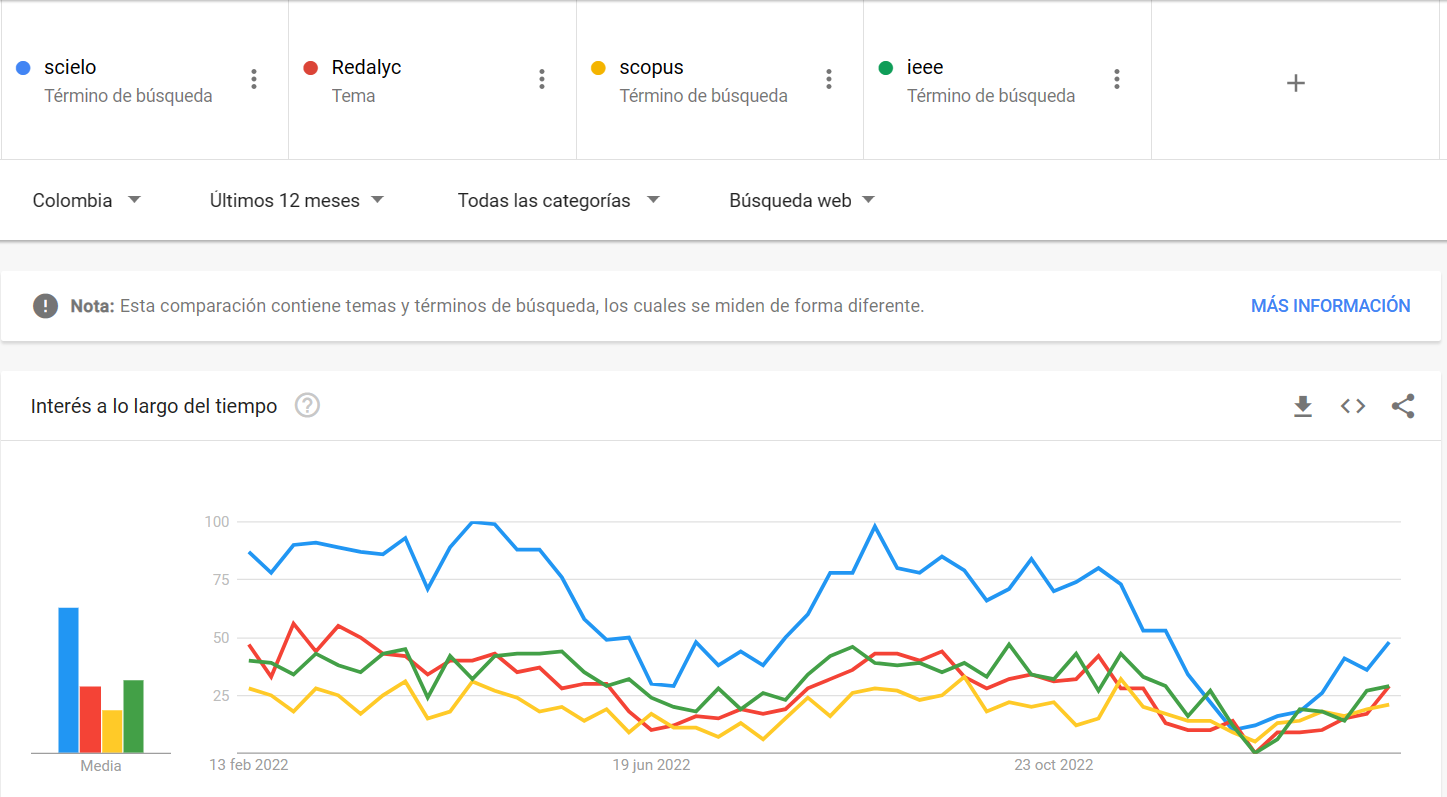 scielo
Término de búsqueda
Redalyc
Tema
scopus
Término de búsqueda
ieee
Término de búsqueda
+
Colombia
Últimos 12 meses
Todas las categorías
Búsqueda web
Nota: Esta comparación contiene temas y términos de búsqueda, los cuales se miden de forma diferente.
MÁS INFORMACIÓN
Interés a lo largo del tiempo
?
100
75
50
25
Media
13 feb 2022
19 jun 2022
23 oct 2022